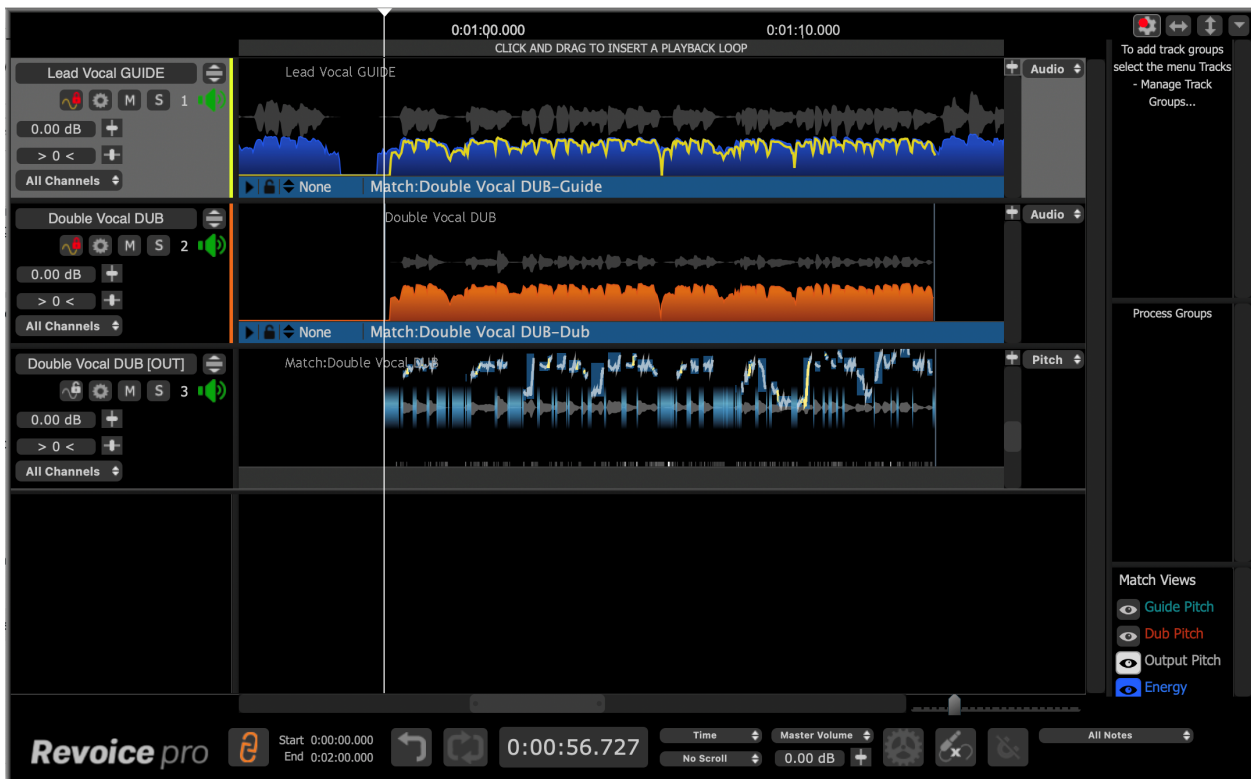 0:01:00.000
0:01:10.000
CLICK AND DRAG TO INSERT A PLAYBACK LOOP
To add track groups
select the menu Tracks
- Manage Track
Groups...
Lead Vocal GUIDE
M S 1
0.00 dB
> 0 <
All Channels
Lead Vocal GUIDE
None
Match:Double Vocal DUB-Guide
Audio
Double Vocal DUB
M S 2
0.00 dB
> 0 <
All Channels
Double Vocal DUB
None
Match:Double Vocal DUB-Dub
Audio
Process Groups
Double Vocal DUB [OUT]
M S 3
0.00 dB
> 0 <
All Channels
Match:Double Vocal DUB
Pitch
Match Views
Guide Pitch
Dub Pitch
Output Pitch
Energy
Revoice pro
Start 0:00:00.000
End 0:02:00.000
0:00:56.727
Time
No Scroll
Master Volume
0.00 dB
All Notes